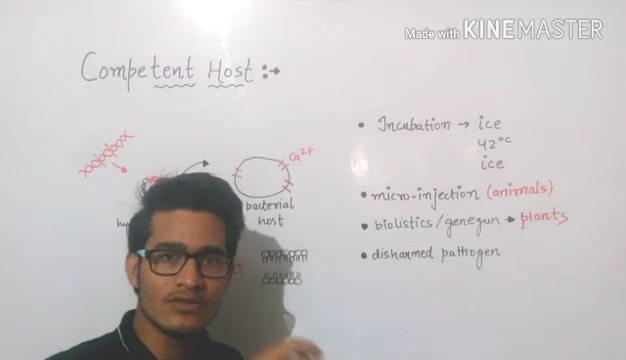 Made with KINEMASTER
Competent Host :→
• Incubation → ice
42°C
ice
Ca²⁺
bacterial
host
• micro-injection (animals)
• biolistics/genegun → plants
• disharmed pathogen